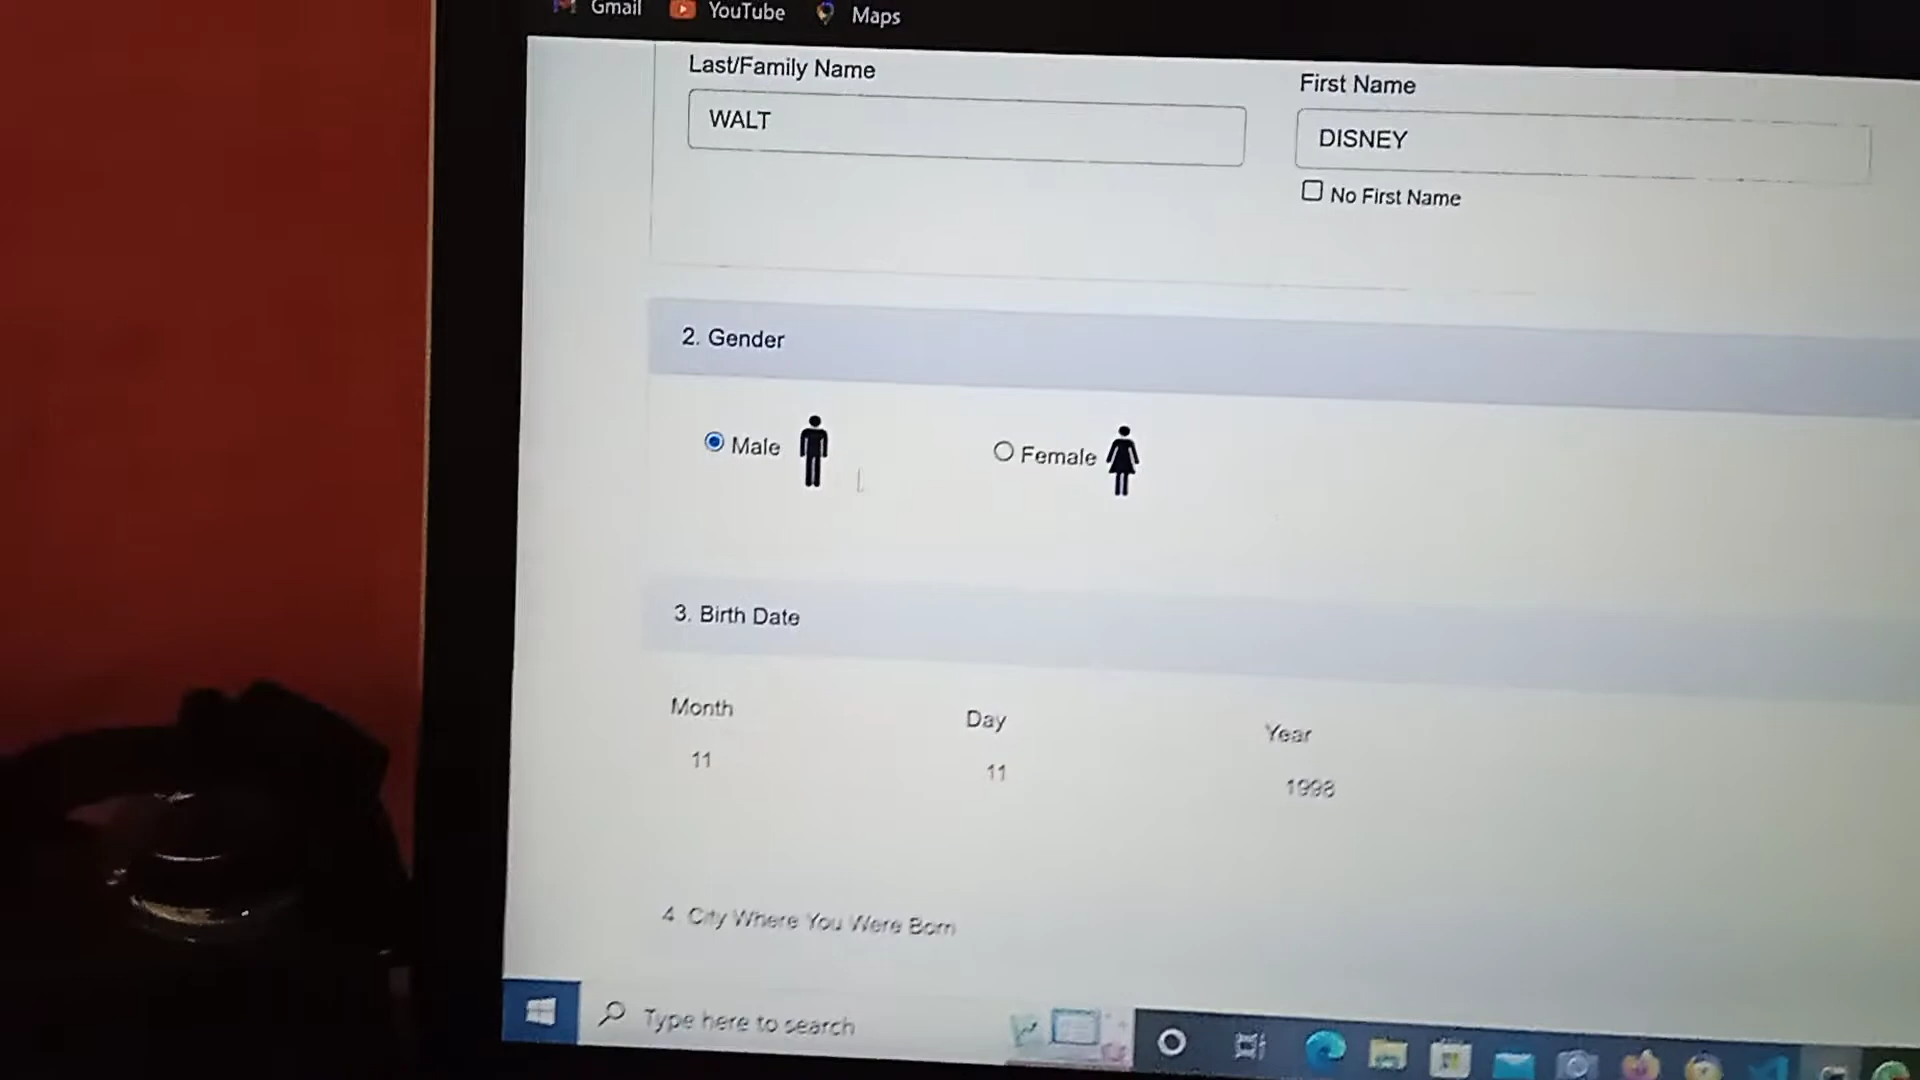 Gmail YouTube Maps
Last/Family Name First Name
WALT DISNEY
No First Name
2. Gender
Male Female
3. Birth Date
Month Day Year
11 11 1998
4. City Where You Were Born
Type here to search